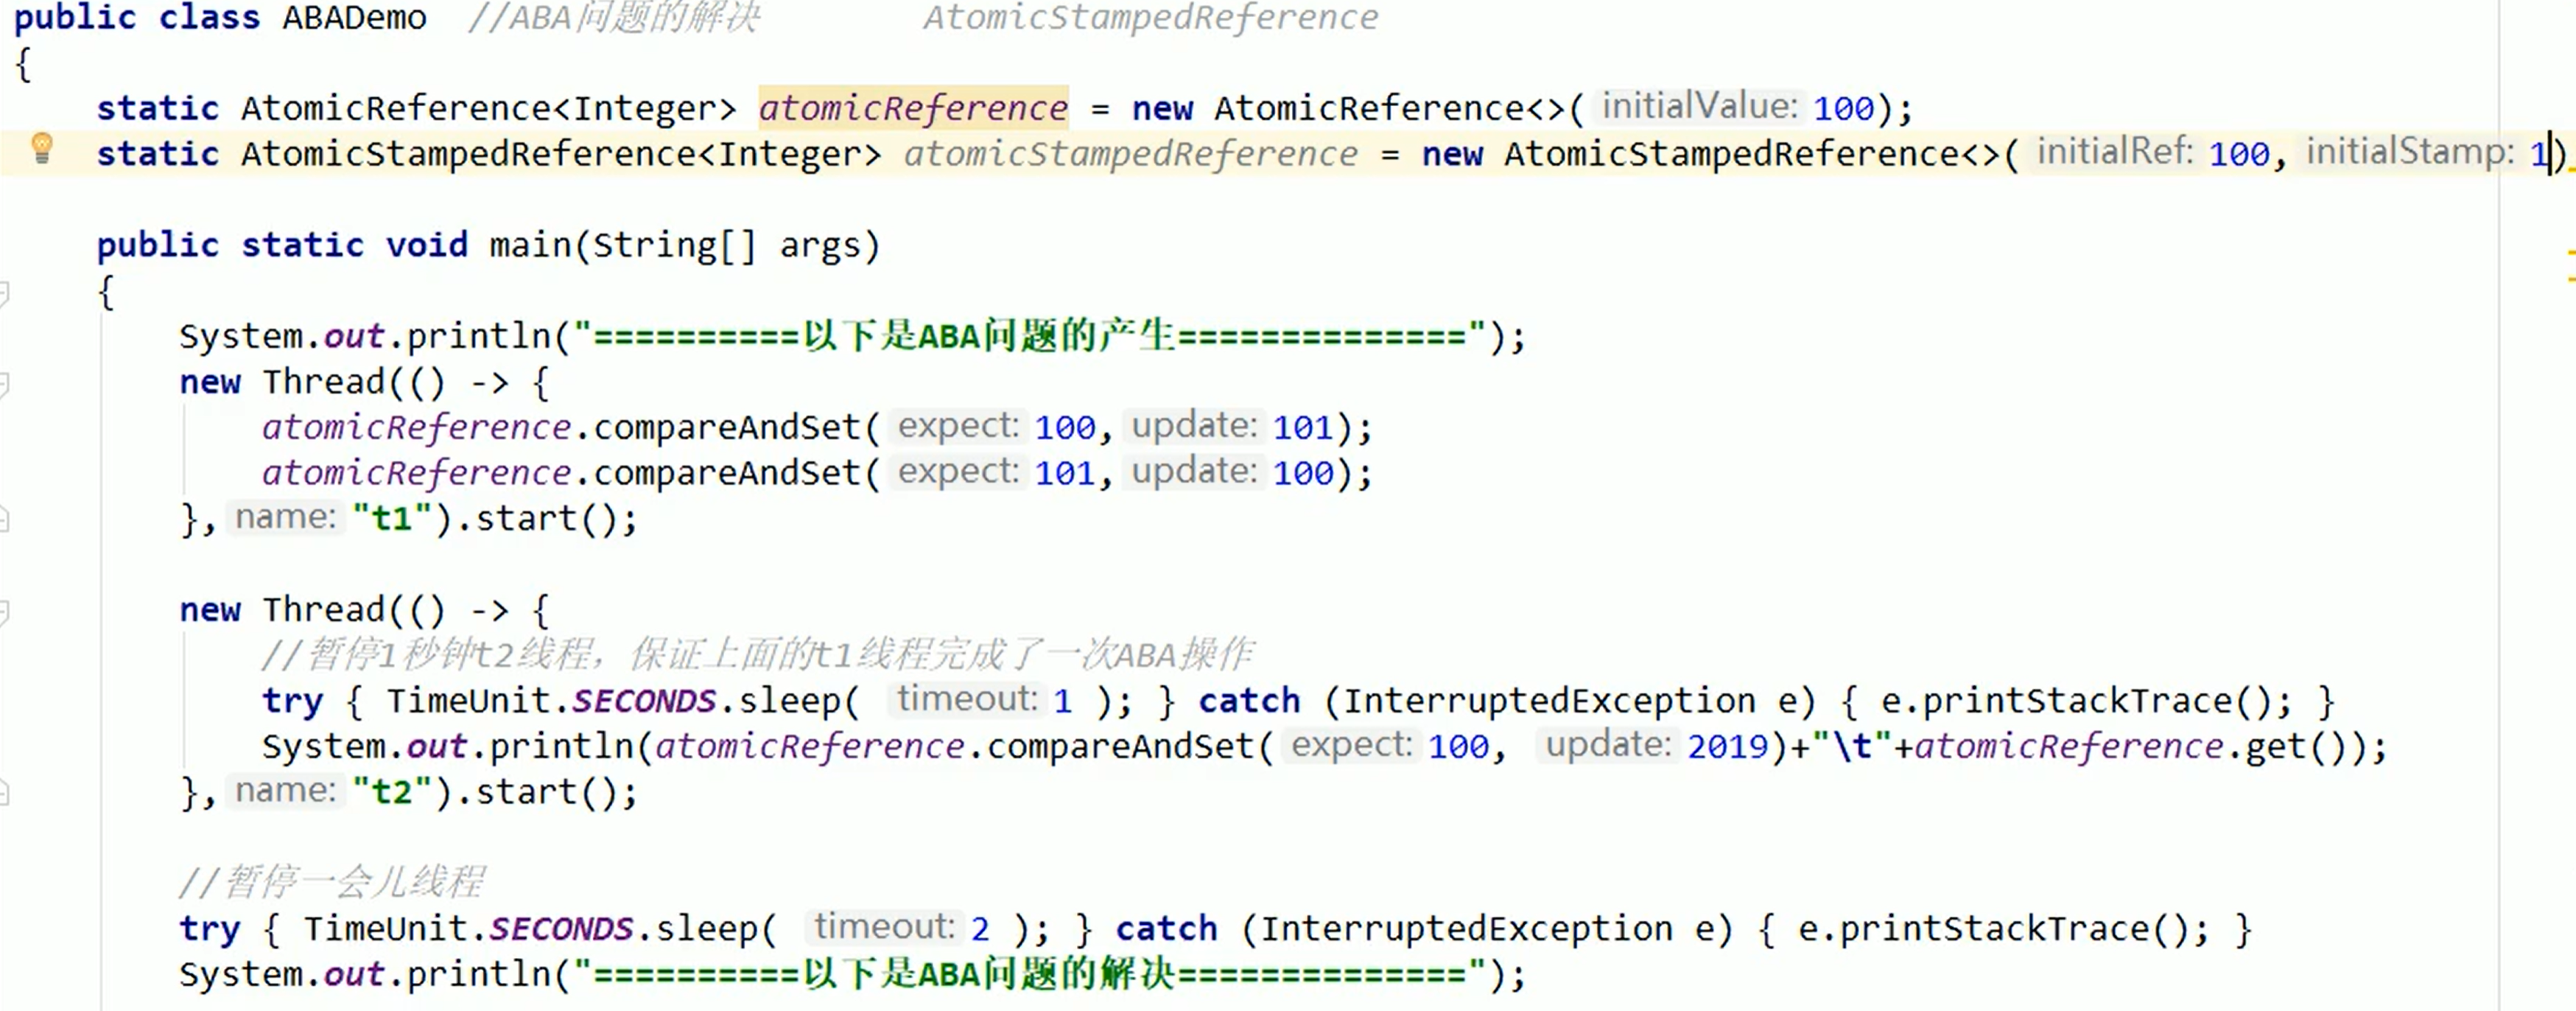 public class ABADemo //ABA问题的解决 AtomicStampedReference
{
static AtomicReference<Integer> atomicReference = new AtomicReference<>( initialValue: 100);
static AtomicStampedReference<Integer> atomicStampedReference = new AtomicStampedReference<>( initialRef: 100, initialStamp: 1)
public static void main(String[] args)
{
System.out.println("==========以下是ABA问题的产生==============");
new Thread(() -> {
atomicReference.compareAndSet( expect: 100, update: 101);
atomicReference.compareAndSet( expect: 101, update: 100);
}, name: "t1").start();
new Thread(() -> {
//暂停1秒钟t2线程，保证上面的t1线程完成了一次ABA操作
try { TimeUnit.SECONDS.sleep( timeout: 1 ); } catch (InterruptedException e) { e.printStackTrace(); }
System.out.println(atomicReference.compareAndSet( expect: 100, update: 2019)+"\t"+atomicReference.get());
}, name: "t2").start();
//暂停一会儿线程
try { TimeUnit.SECONDS.sleep( timeout: 2 ); } catch (InterruptedException e) { e.printStackTrace(); }
System.out.println("==========以下是ABA问题的解决==============");